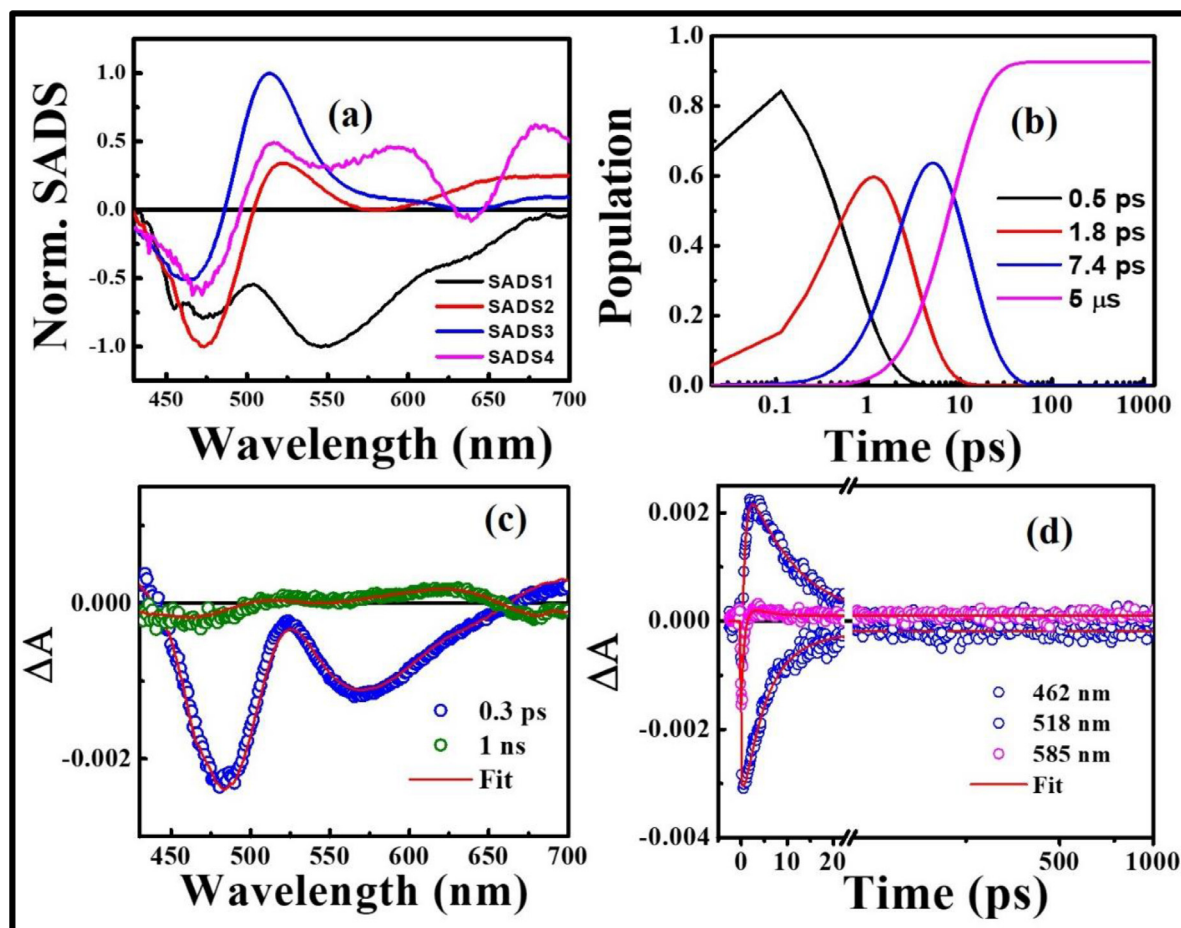 (a)
Norm. SADS
1.0
0.5
0.0
-0.5
-1.0
SADS1
SADS2
SADS3
SADS4
450 500 550 600 650 700
Wavelength (nm)
(b)
Population
1.0
0.8
0.6
0.4
0.2
0.0
0.5 ps
1.8 ps
7.4 ps
5 μs
0.1 1 10 100 1000
Time (ps)
(c)
ΔA
0.000
-0.002
0.3 ps
1 ns
Fit
450 500 550 600 650 700
Wavelength (nm)
(d)
ΔA
0.002
0.000
-0.002
-0.004
462 nm
518 nm
585 nm
Fit
0 10 20 500 1000
Time (ps)